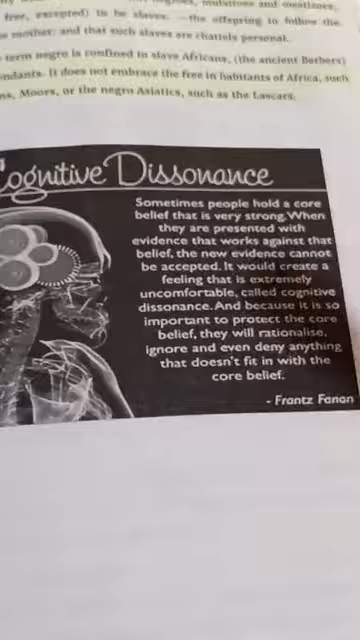 free, excepted) to be slaves. —the offspring to follow the
mother: and that such slaves are chattels personal.
term negro is confined to slave Africans, (the ancient Berbers)
ndants. It does not embrace the free in habitants of Africa, such
ns, Moors, or the negro Asiatics, such as the Lascars.
Cognitive Dissonance
Sometimes people hold a core
belief that is very strong. When
they are presented with
evidence that works against that
belief, the new evidence cannot
be accepted. It would create a
feeling that is extremely
uncomfortable, called cognitive
dissonance. And because it is so
important to protect the core
belief, they will rationalise,
ignore and even deny anything
that doesn't fit in with the
core belief.
- Frantz Fanon